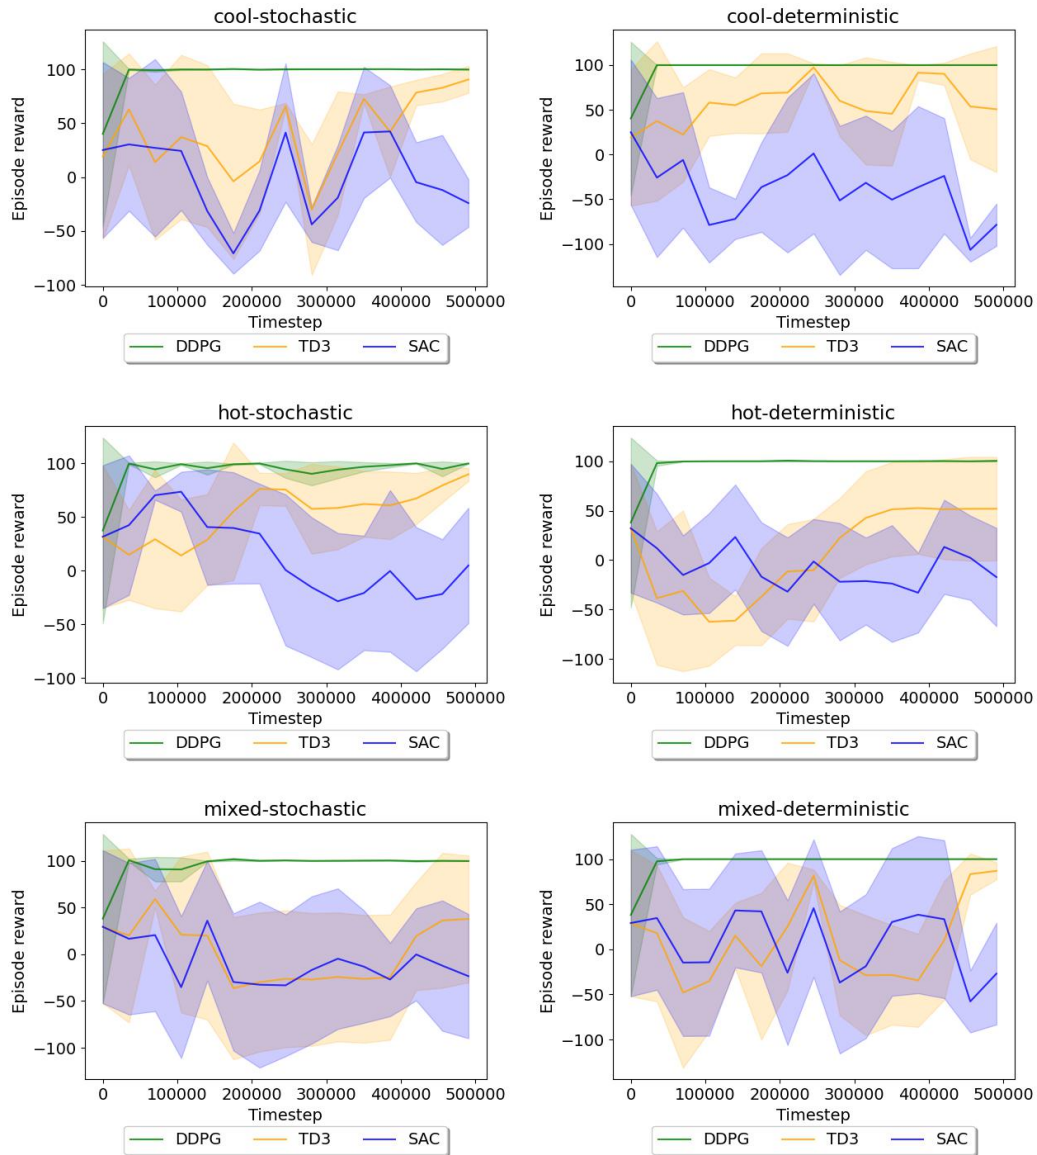 cool-stochastic
Episode reward
100
50
0
−50
−100
0 100000 200000 300000 400000 500000
Timestep
DDPG TD3 SAC
cool-deterministic
Episode reward
100
50
0
−50
−100
0 100000 200000 300000 400000 500000
Timestep
DDPG TD3 SAC
hot-stochastic
Episode reward
100
50
0
−50
−100
0 100000 200000 300000 400000 500000
Timestep
DDPG TD3 SAC
hot-deterministic
Episode reward
100
50
0
−50
−100
0 100000 200000 300000 400000 500000
Timestep
DDPG TD3 SAC
mixed-stochastic
Episode reward
100
50
0
−50
−100
0 100000 200000 300000 400000 500000
Timestep
DDPG TD3 SAC
mixed-deterministic
Episode reward
100
50
0
−50
−100
0 100000 200000 300000 400000 500000
Timestep
DDPG TD3 SAC